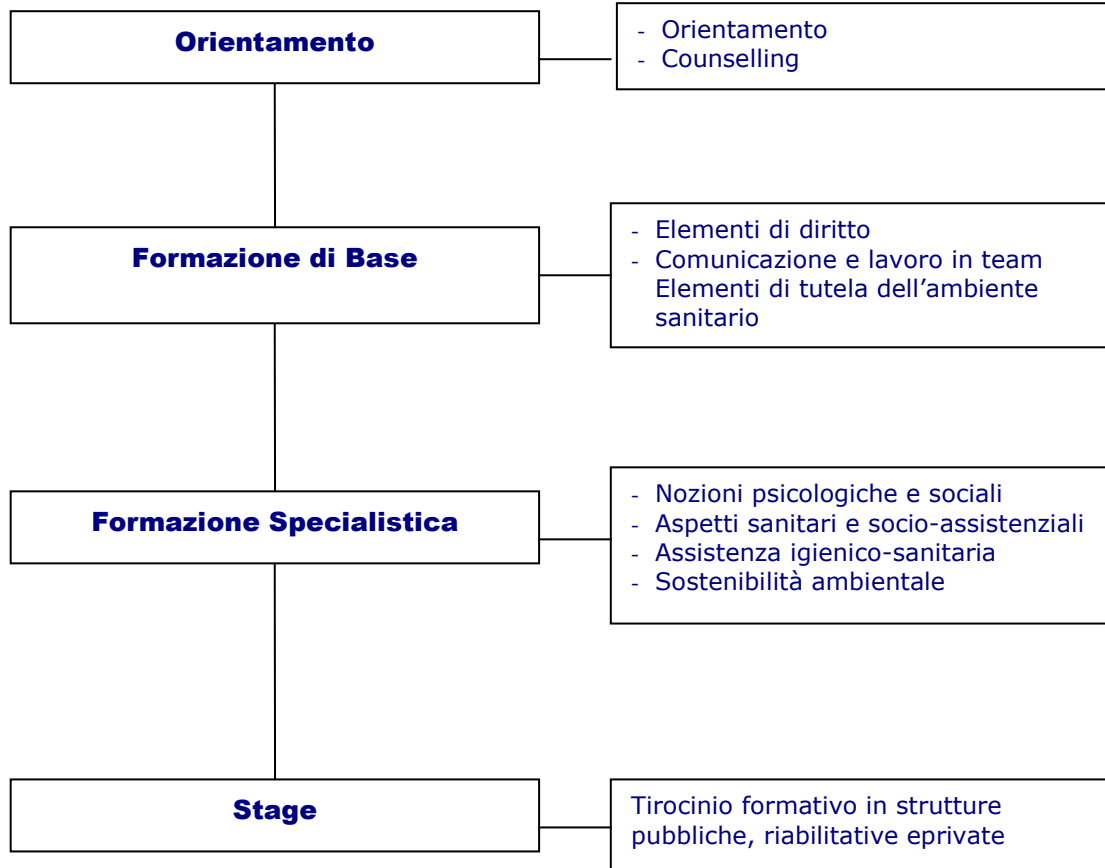 Orientamento
- Orientamento
- Counselling
Formazione di Base
- Elementi di diritto
- Comunicazione e lavoro in team
Elementi di tutela dell’ambiente
sanitario
Formazione Specialistica
- Nozioni psicologiche e sociali
- Aspetti sanitari e socio-assistenziali
- Assistenza igienico-sanitaria
- Sostenibilità ambientale
Stage
Tirocinio formativo in strutture
pubbliche, riabilitative eprivate